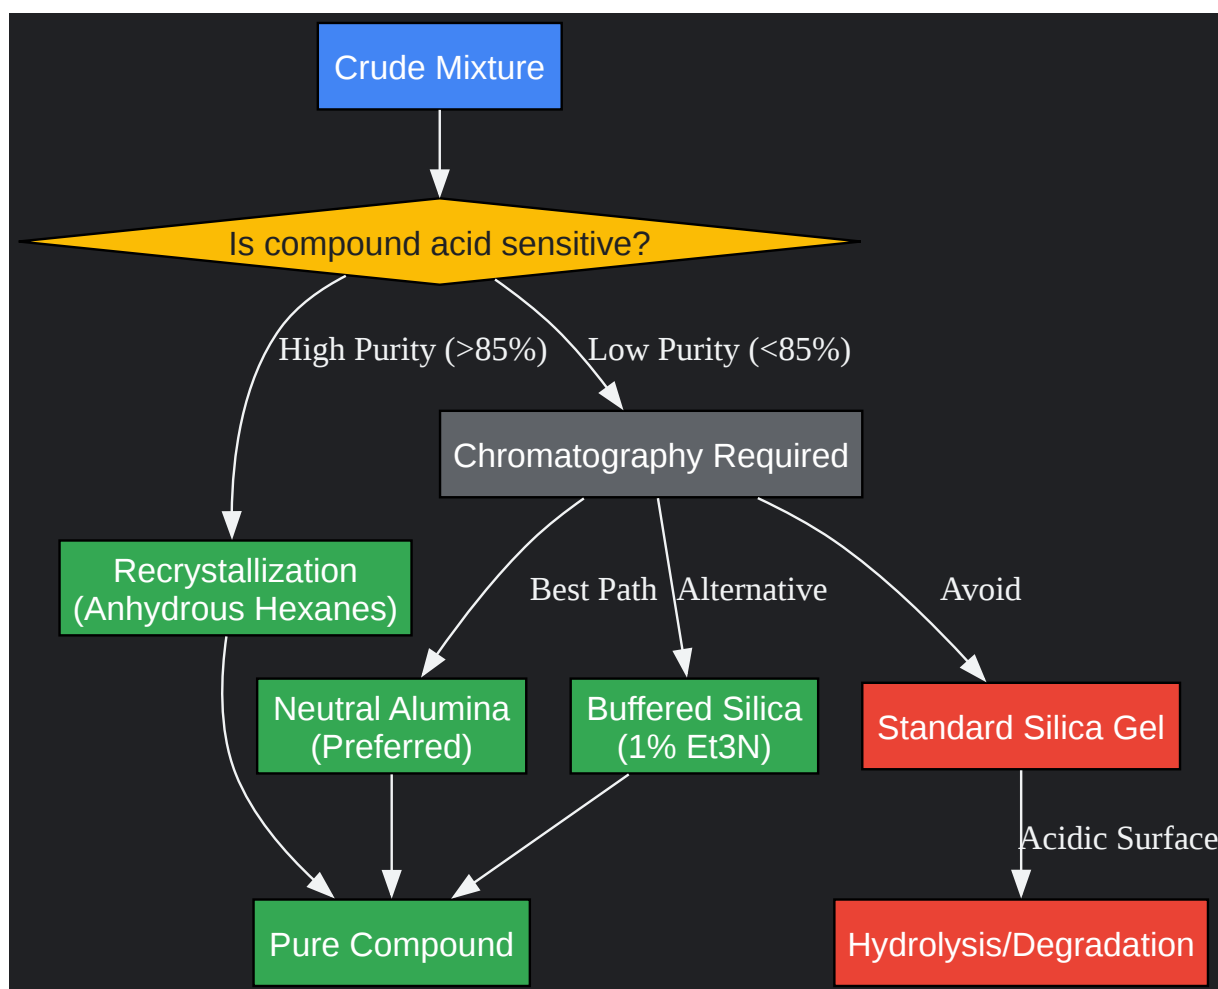 Crude Mixture
Is compound acid sensitive?
High Purity (>85%)
Low Purity (<85%)
Chromatography Required
Recrystallization
(Anhydrous Hexanes)
Best Path
Alternative
Avoid
Neutral Alumina
(Preferred)
Buffered Silica
(1% Et3N)
Standard Silica Gel
Acidic Surface
Pure Compound
Hydrolysis/Degradation